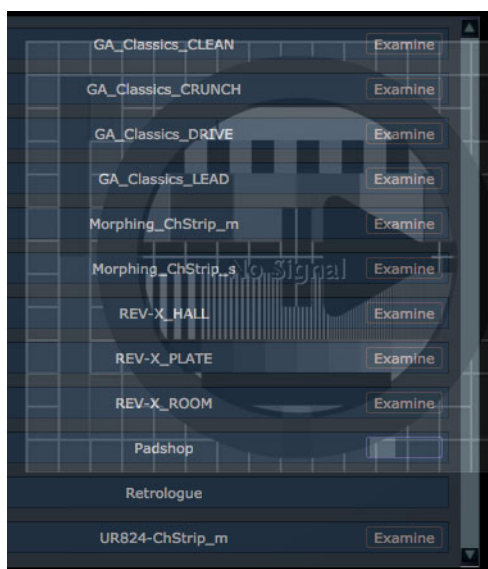 GA_Classics_CLEAN Examine
GA_Classics_CRUNCH Examine
GA_Classics_DRIVE Examine
GA_Classics_LEAD Examine
Morphing_ChStrip_m Examine
Morphing_ChStrip_s Examine
No Signal
REV-X_HALL Examine
REV-X_PLATE Examine
REV-X_ROOM Examine
Padshop
Retrologue
UR824-ChStrip_m Examine